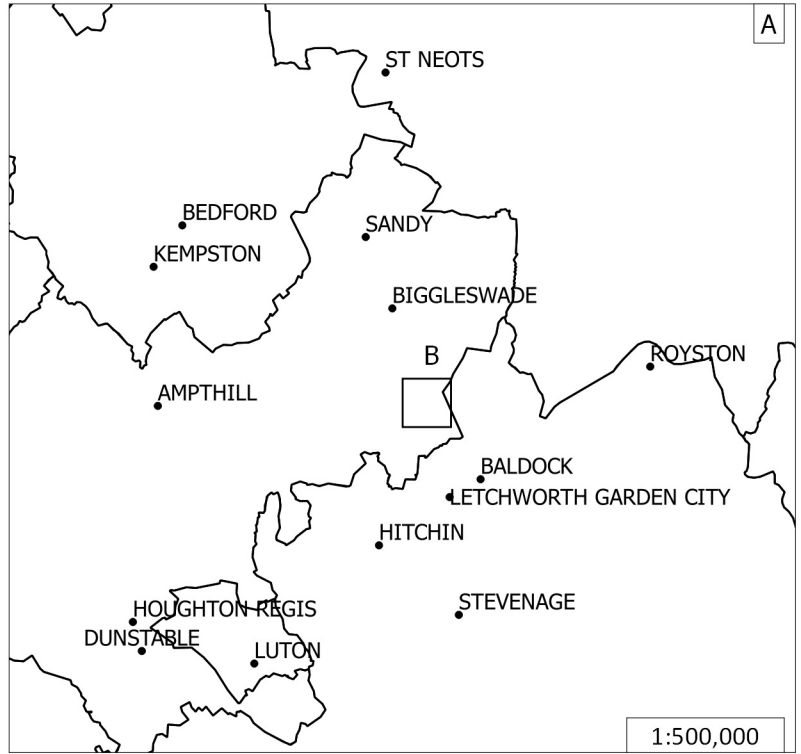 A
ST NEOTS
BEDFORD
SANDY
KEMPSTON
BIGGLESWADE
B
ROYSTON
AMPTHILL
BALDOCK
LETCHWORTH GARDEN CITY
HITCHIN
STEVENAGE
HOUGHTON REGIS
DUNSTABLE
LUTON
1:500,000